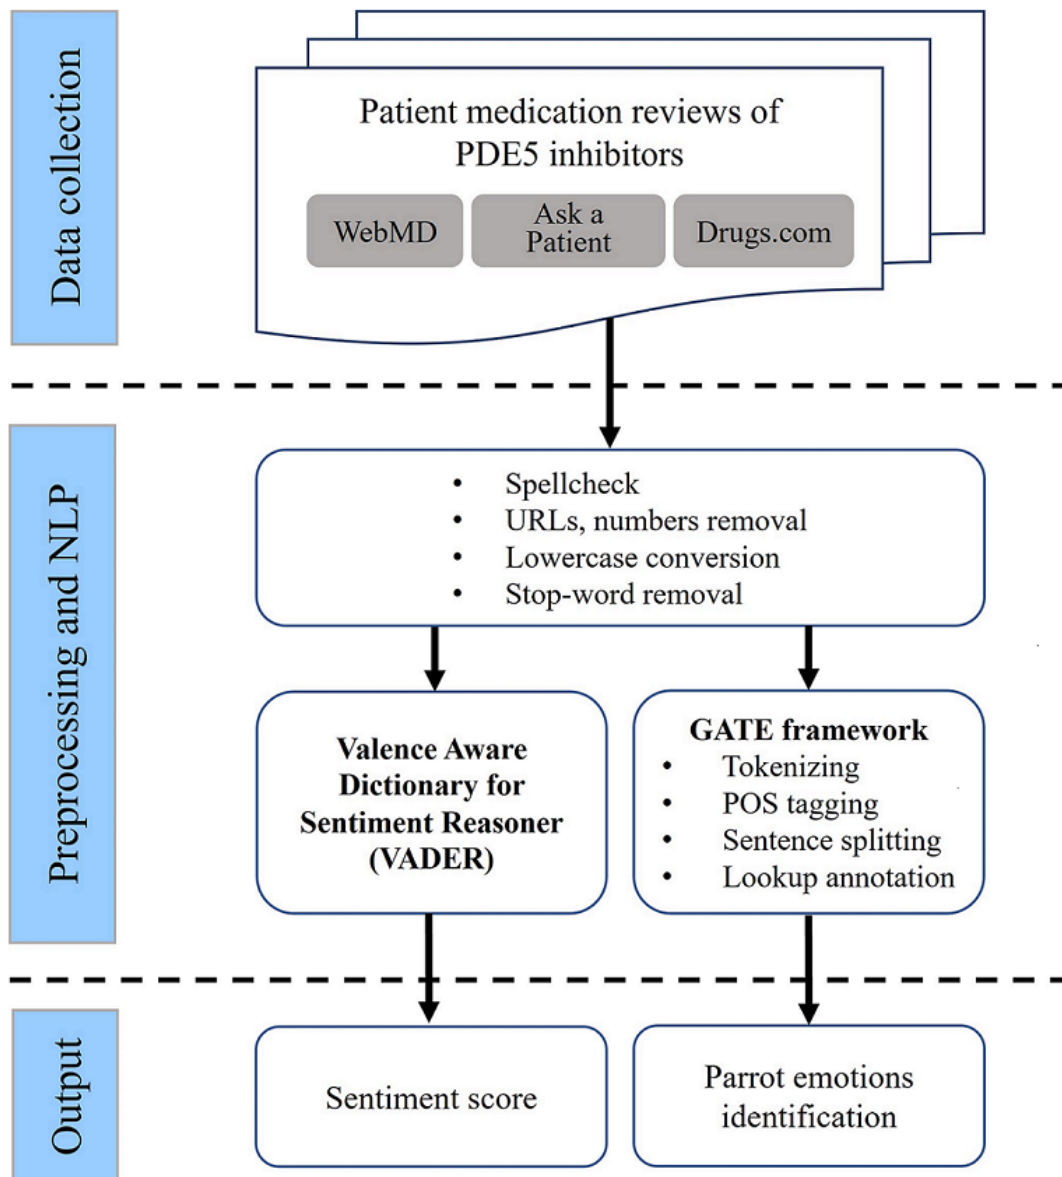 Data collection
Patient medication reviews of
PDE5 inhibitors
WebMD
Ask a
Patient
Drugs.com
Preprocessing and NLP
• Spellcheck
• URLs, numbers removal
• Lowercase conversion
• Stop-word removal
Valence Aware
Dictionary for
Sentiment Reasoner
(VADER)
GATE framework
• Tokenizing
• POS tagging
• Sentence splitting
• Lookup annotation
Output
Sentiment score
Parrot emotions
identification